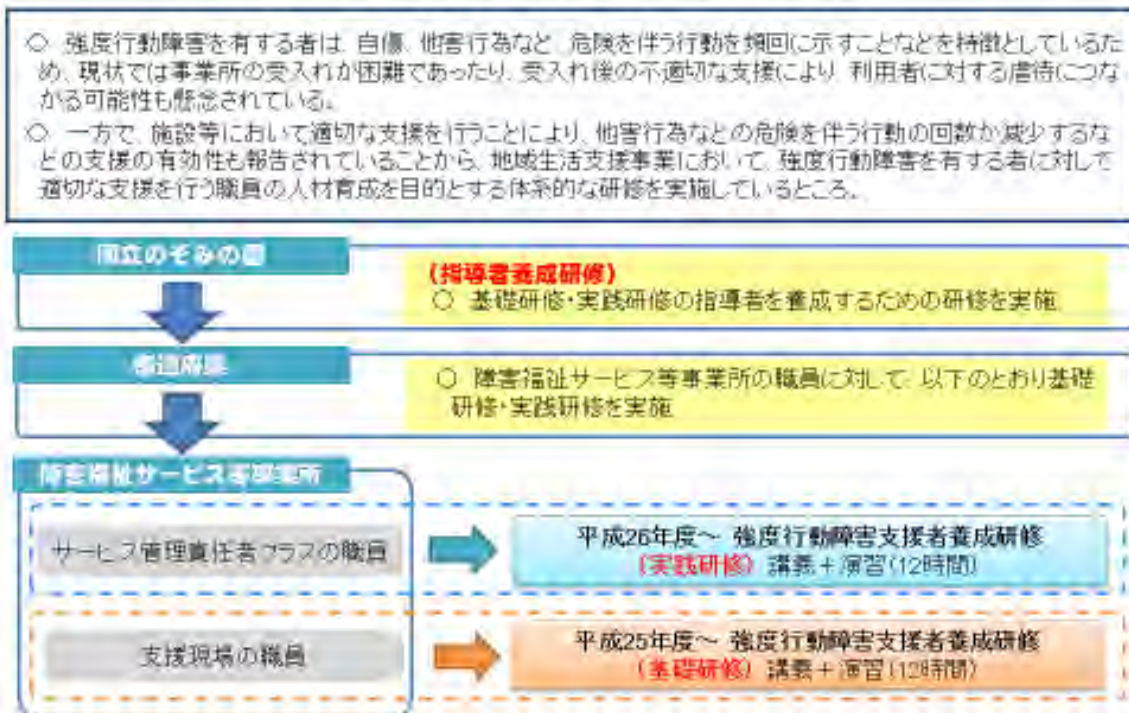 ○ 強度行動障害を有する者は、自傷、他害行為など、危険を伴う行動を頻回に示すことなどを特徴としているた
め、現状では事業所の受入れが困難であったり、受入れ後の不適切な支援により、利用者に対する虐待につな
がる可能性も懸念されている。
○ 一方で、施設等において適切な支援を行うことにより、他害行為などの危険を伴う行動の回数が減少するな
どの支援の有効性も報告されていることから、地域生活支援事業において、強度行動障害を有する者に対して
適切な支援を行う職員の人材育成を目的とする体系的な研修を実施しているところ。
国立のぞみの園
(指導者養成研修)
○ 基礎研修・実践研修の指導者を養成するための研修を実施
都道府県
○ 障害福祉サービス等事業所の職員に対して、以下のとおり基礎
研修・実践研修を実施
障害福祉サービス等事業所
サービス管理責任者クラスの職員
平成26年度～ 強度行動障害支援者養成研修
(実践研修) 講義+演習(12時間)
支援現場の職員
平成25年度～ 強度行動障害支援者養成研修
(基礎研修) 講義+演習(12時間)